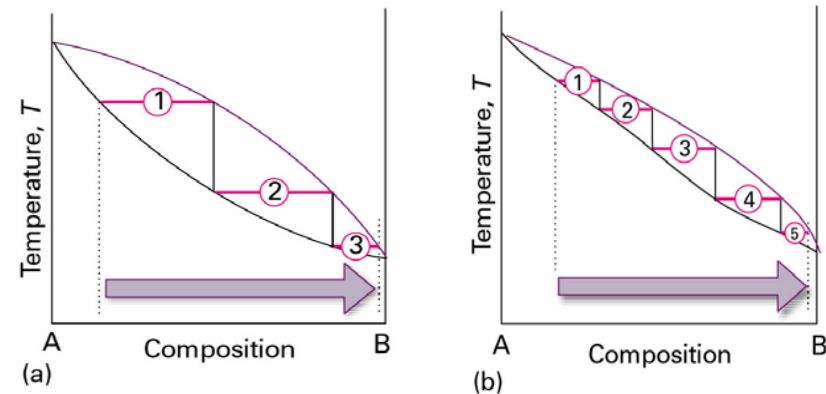 Temperature, T
1
2
3
A
Composition
B
(a)
Temperature, T
1
2
3
4
5
A
Composition
B
(b)